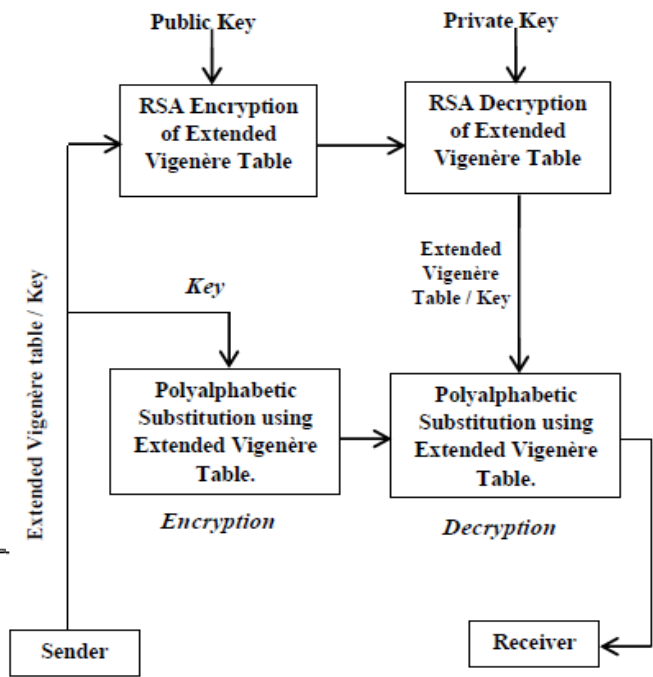 Public Key
Private Key
RSA Encryption
of Extended
Vigenère Table
RSA Decryption
of Extended
Vigenère Table
Extended Vigenère table / Key
Key
Extended
Vigenère
Table / Key
Polyalphabetic
Substitution using
Extended Vigenère
Table.
Polyalphabetic
Substitution using
Extended Vigenère
Table.
Encryption
Decryption
Sender
Receiver